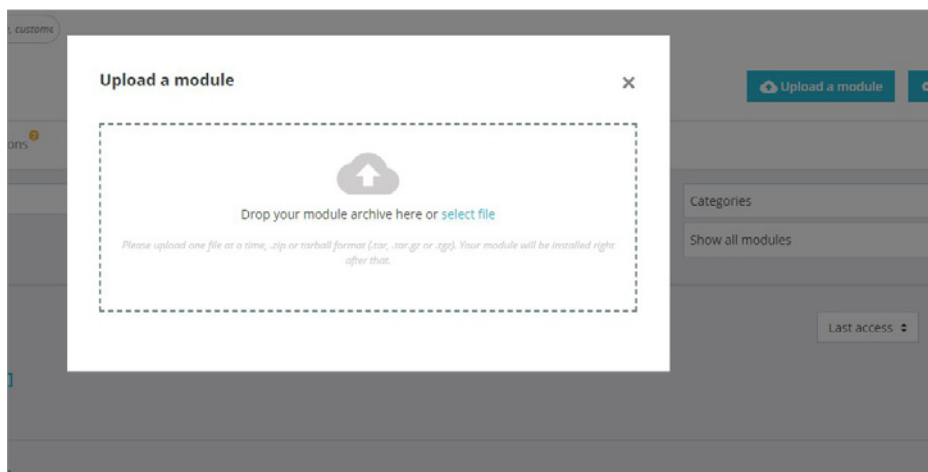 , custome
Upload a module
×
Upload a module
ons
?
Drop your module archive here or select file
Please upload one file at a time, .zip or tarball format (.tar, .tar.gz or .tgz). Your module will be installed right
after that.
Categories
Show all modules
Last access